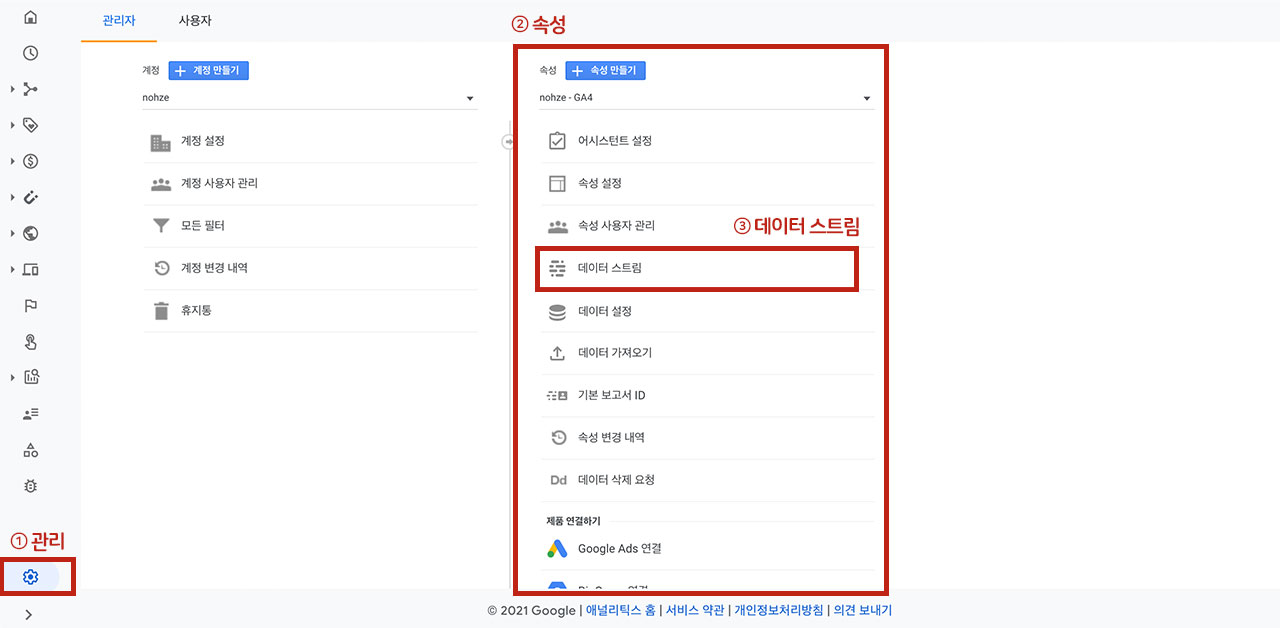 관리자 사용자
② 속성
계정 계정 만들기
nohze
계정 설정
계정 사용자 관리
모든 필터
계정 변경 내역
휴지통
속성 속성 만들기
nohze - GA4
어시스턴트 설정
속성 설정
속성 사용자 관리
③ 데이터 스트림
데이터 스트림
데이터 설정
데이터 가져오기
기본 보고서 ID
속성 변경 내역
Dd 데이터 삭제 요청
제품 연결하기
Google Ads 연결
① 관리
© 2021 Google | 애널리틱스 홈 | 서비스 약관 | 개인정보처리방침 | 의견 보내기